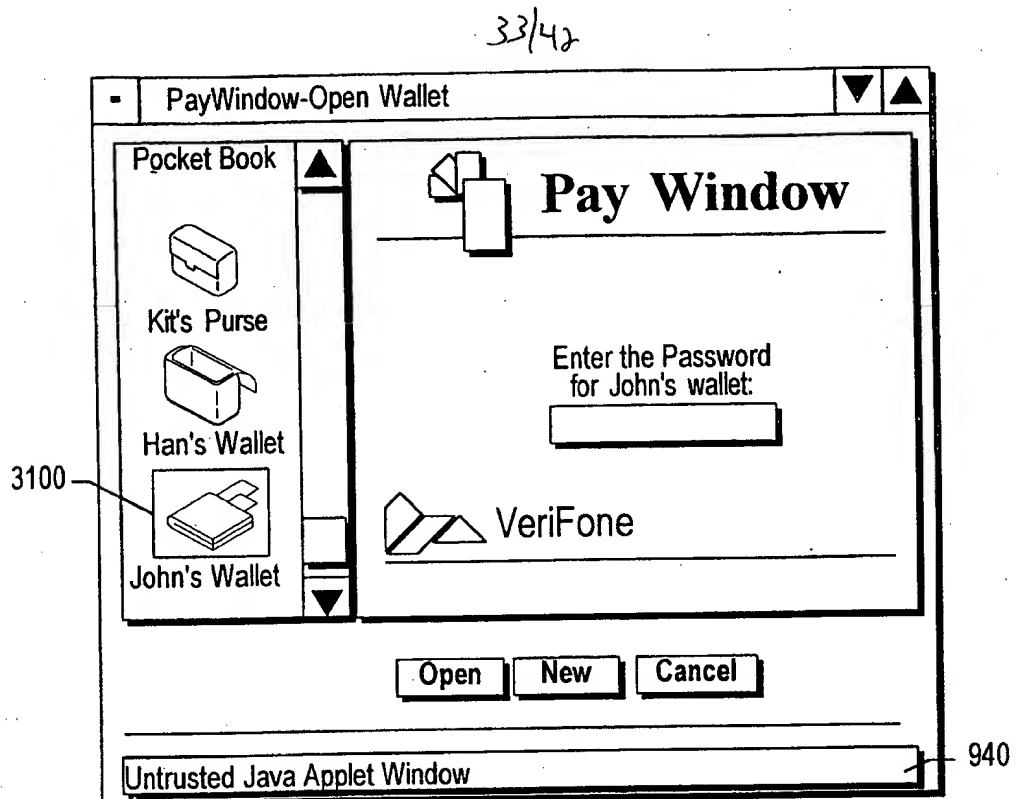 33/42
PayWindow-Open Wallet
Pocket Book
Kit's Purse
Han's Wallet
3100
John's Wallet
Pay Window
Enter the Password
for John's wallet:
VeriFone
Open New Cancel
Untrusted Java Applet Window
940